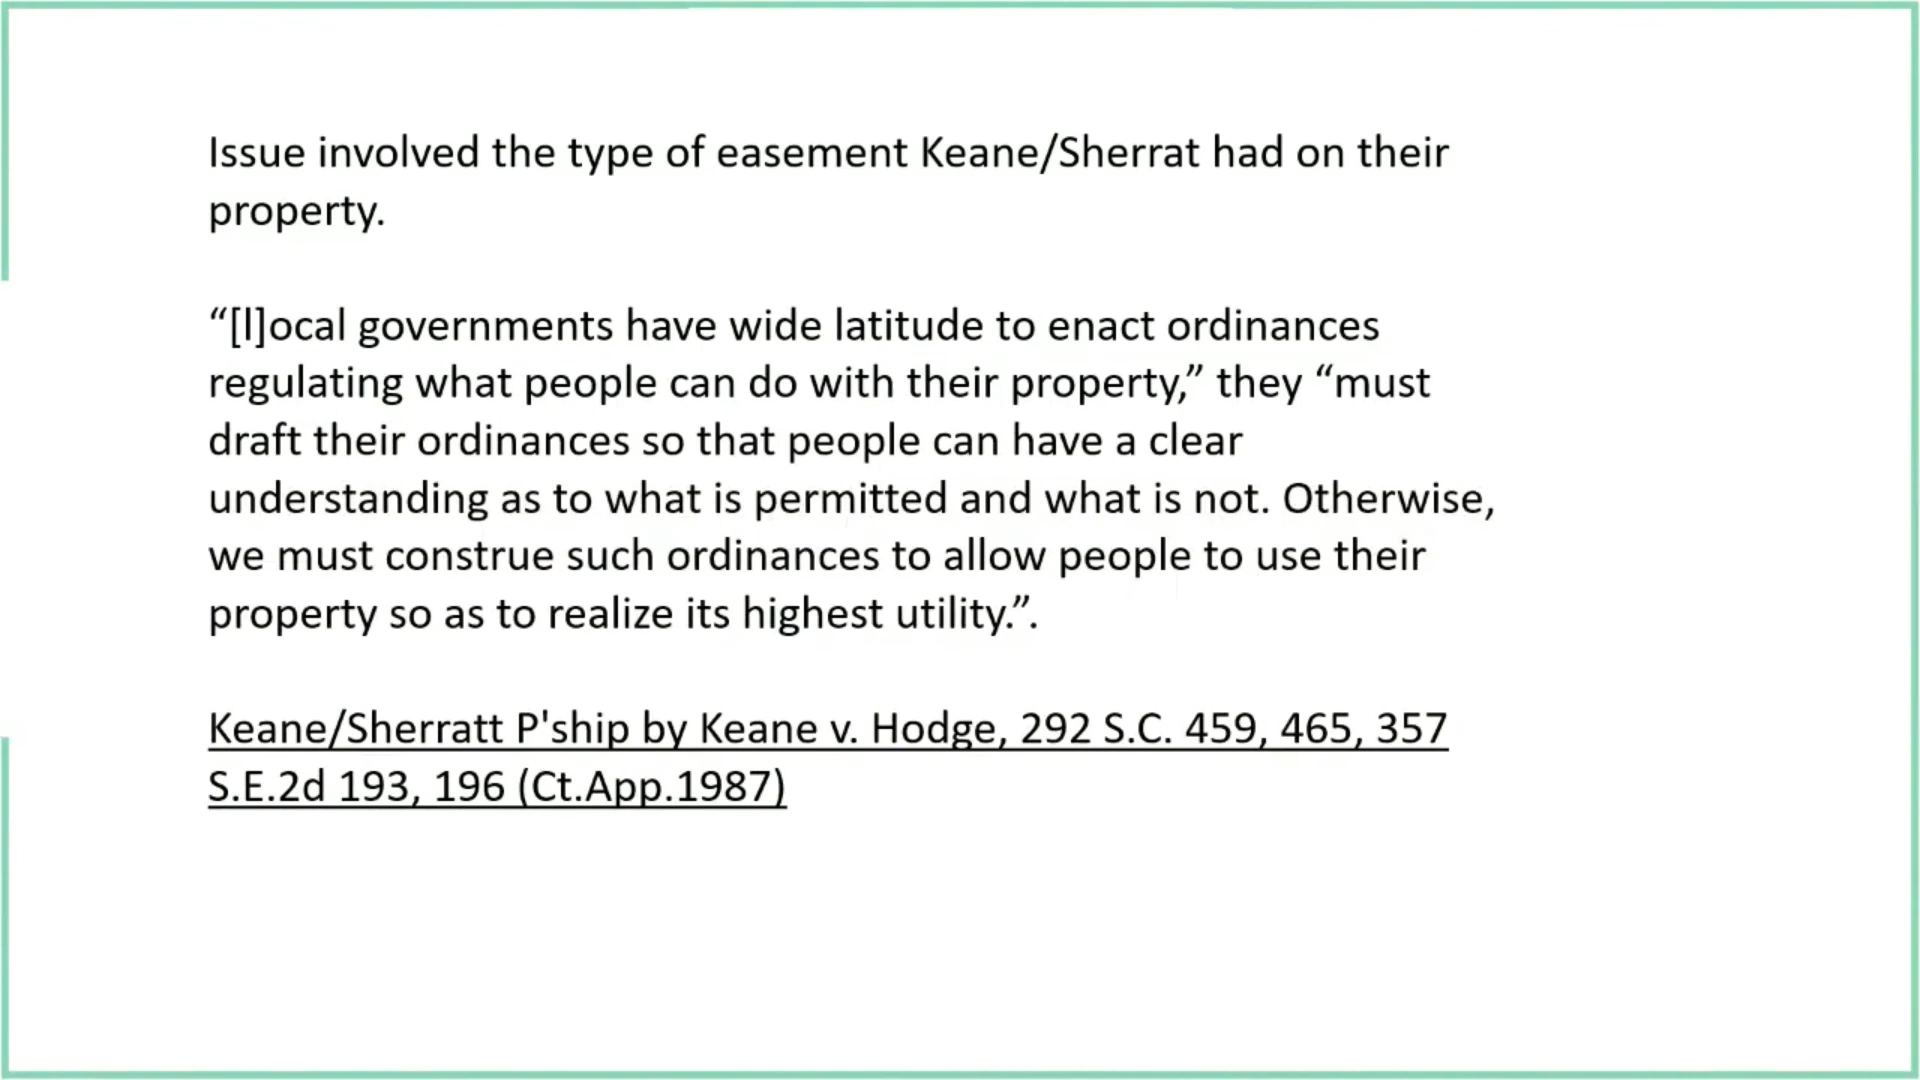 Issue involved the type of easement Keane/Sherrat had on their
property.
“[l]ocal governments have wide latitude to enact ordinances
regulating what people can do with their property,” they “must
draft their ordinances so that people can have a clear
understanding as to what is permitted and what is not. Otherwise,
we must construe such ordinances to allow people to use their
property so as to realize its highest utility.”.
Keane/Sherratt P'ship by Keane v. Hodge, 292 S.C. 459, 465, 357
S.E.2d 193, 196 (Ct.App.1987)